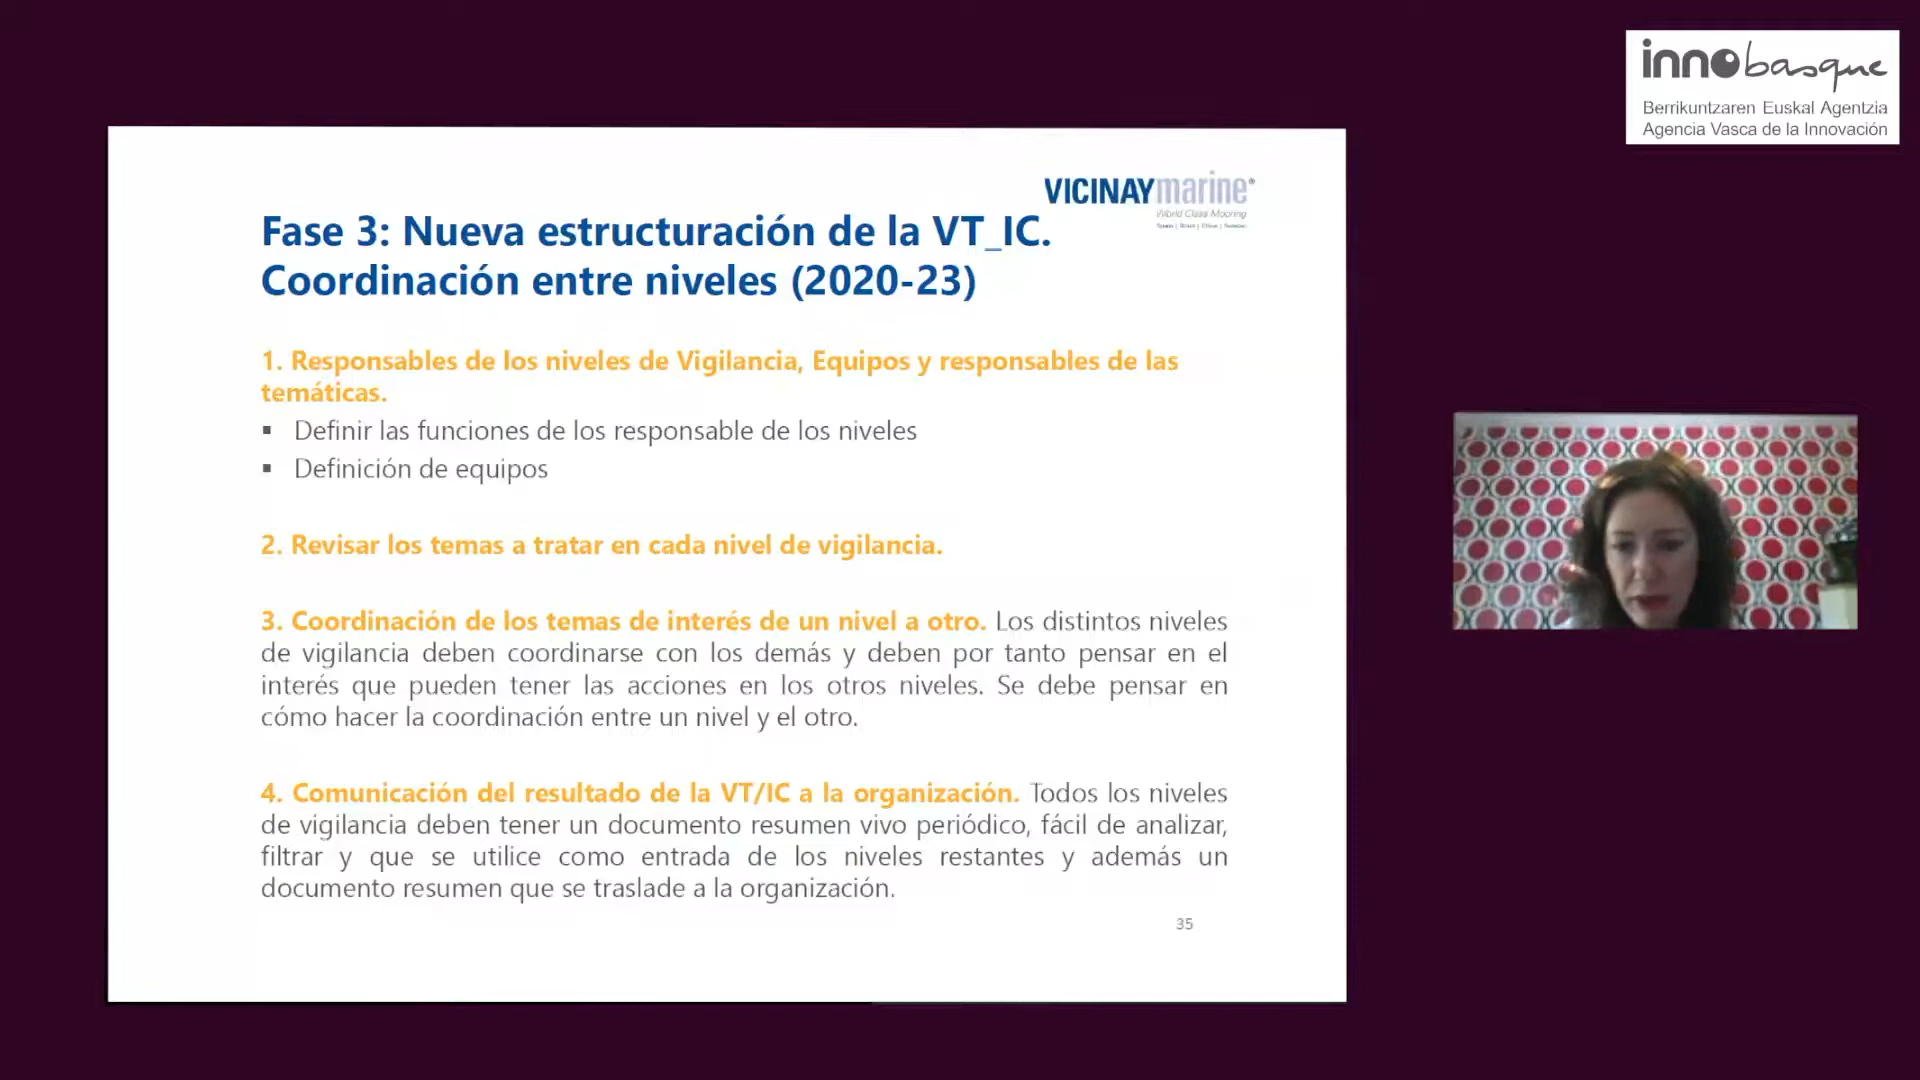 innobasque
Berrikuntzaren Euskal Agentzia
Agencia Vasca de la Innovación
VICINAYmarine®
World Class Mooring
Fase 3: Nueva estructuración de la VT_IC.
Coordinación entre niveles (2020-23)
1. Responsables de los niveles de Vigilancia, Equipos y responsables de las
temáticas.
▪ Definir las funciones de los responsable de los niveles
▪ Definición de equipos
2. Revisar los temas a tratar en cada nivel de vigilancia.
3. Coordinación de los temas de interés de un nivel a otro. Los distintos niveles
de vigilancia deben coordinarse con los demás y deben por tanto pensar en el
interés que pueden tener las acciones en los otros niveles. Se debe pensar en
cómo hacer la coordinación entre un nivel y el otro.
4. Comunicación del resultado de la VT/IC a la organización. Todos los niveles
de vigilancia deben tener un documento resumen vivo periódico, fácil de analizar,
filtrar y que se utilice como entrada de los niveles restantes y además un
documento resumen que se traslade a la organización.
35